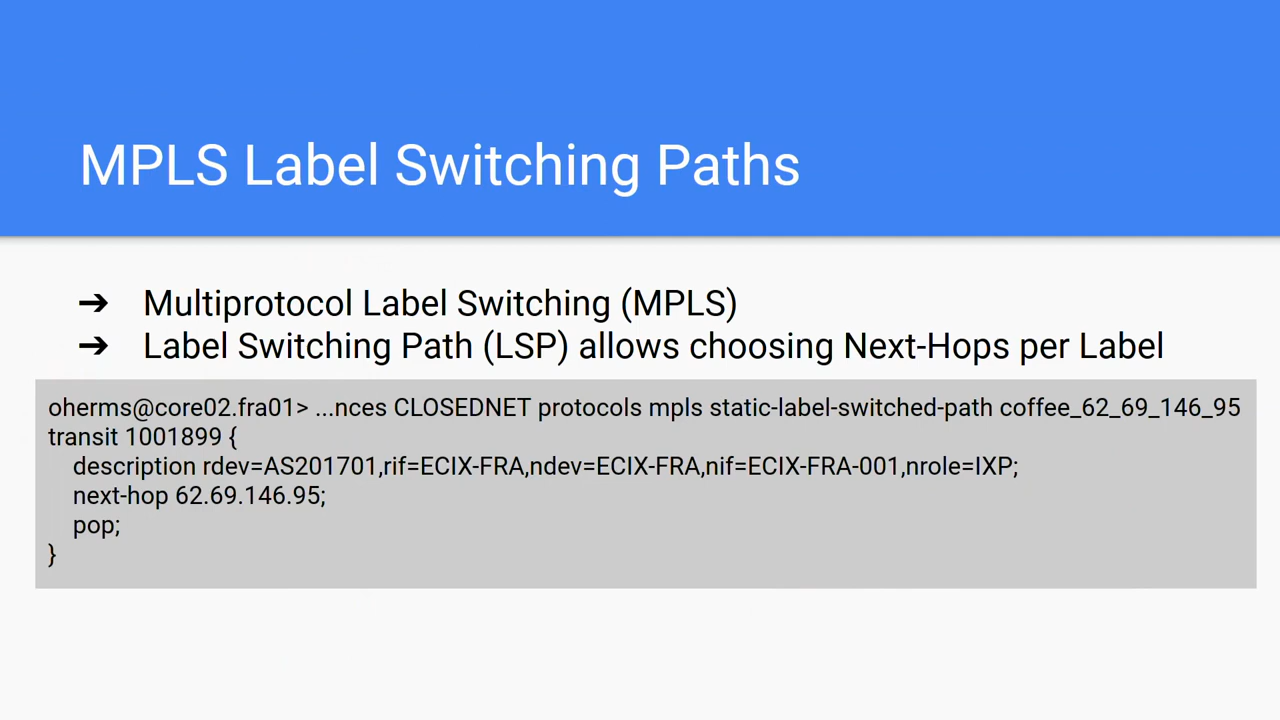 MPLS Label Switching Paths
➔ Multiprotocol Label Switching (MPLS)
➔ Label Switching Path (LSP) allows choosing Next-Hops per Label
oherms@core02.fra01> ...nces CLOSEDNET protocols mpls static-label-switched-path coffee_62_69_146_95
transit 1001899 {
description rdev=AS201701,rif=ECIX-FRA,ndev=ECIX-FRA,nif=ECIX-FRA-001,nrole=IXP;
next-hop 62.69.146.95;
pop;
}